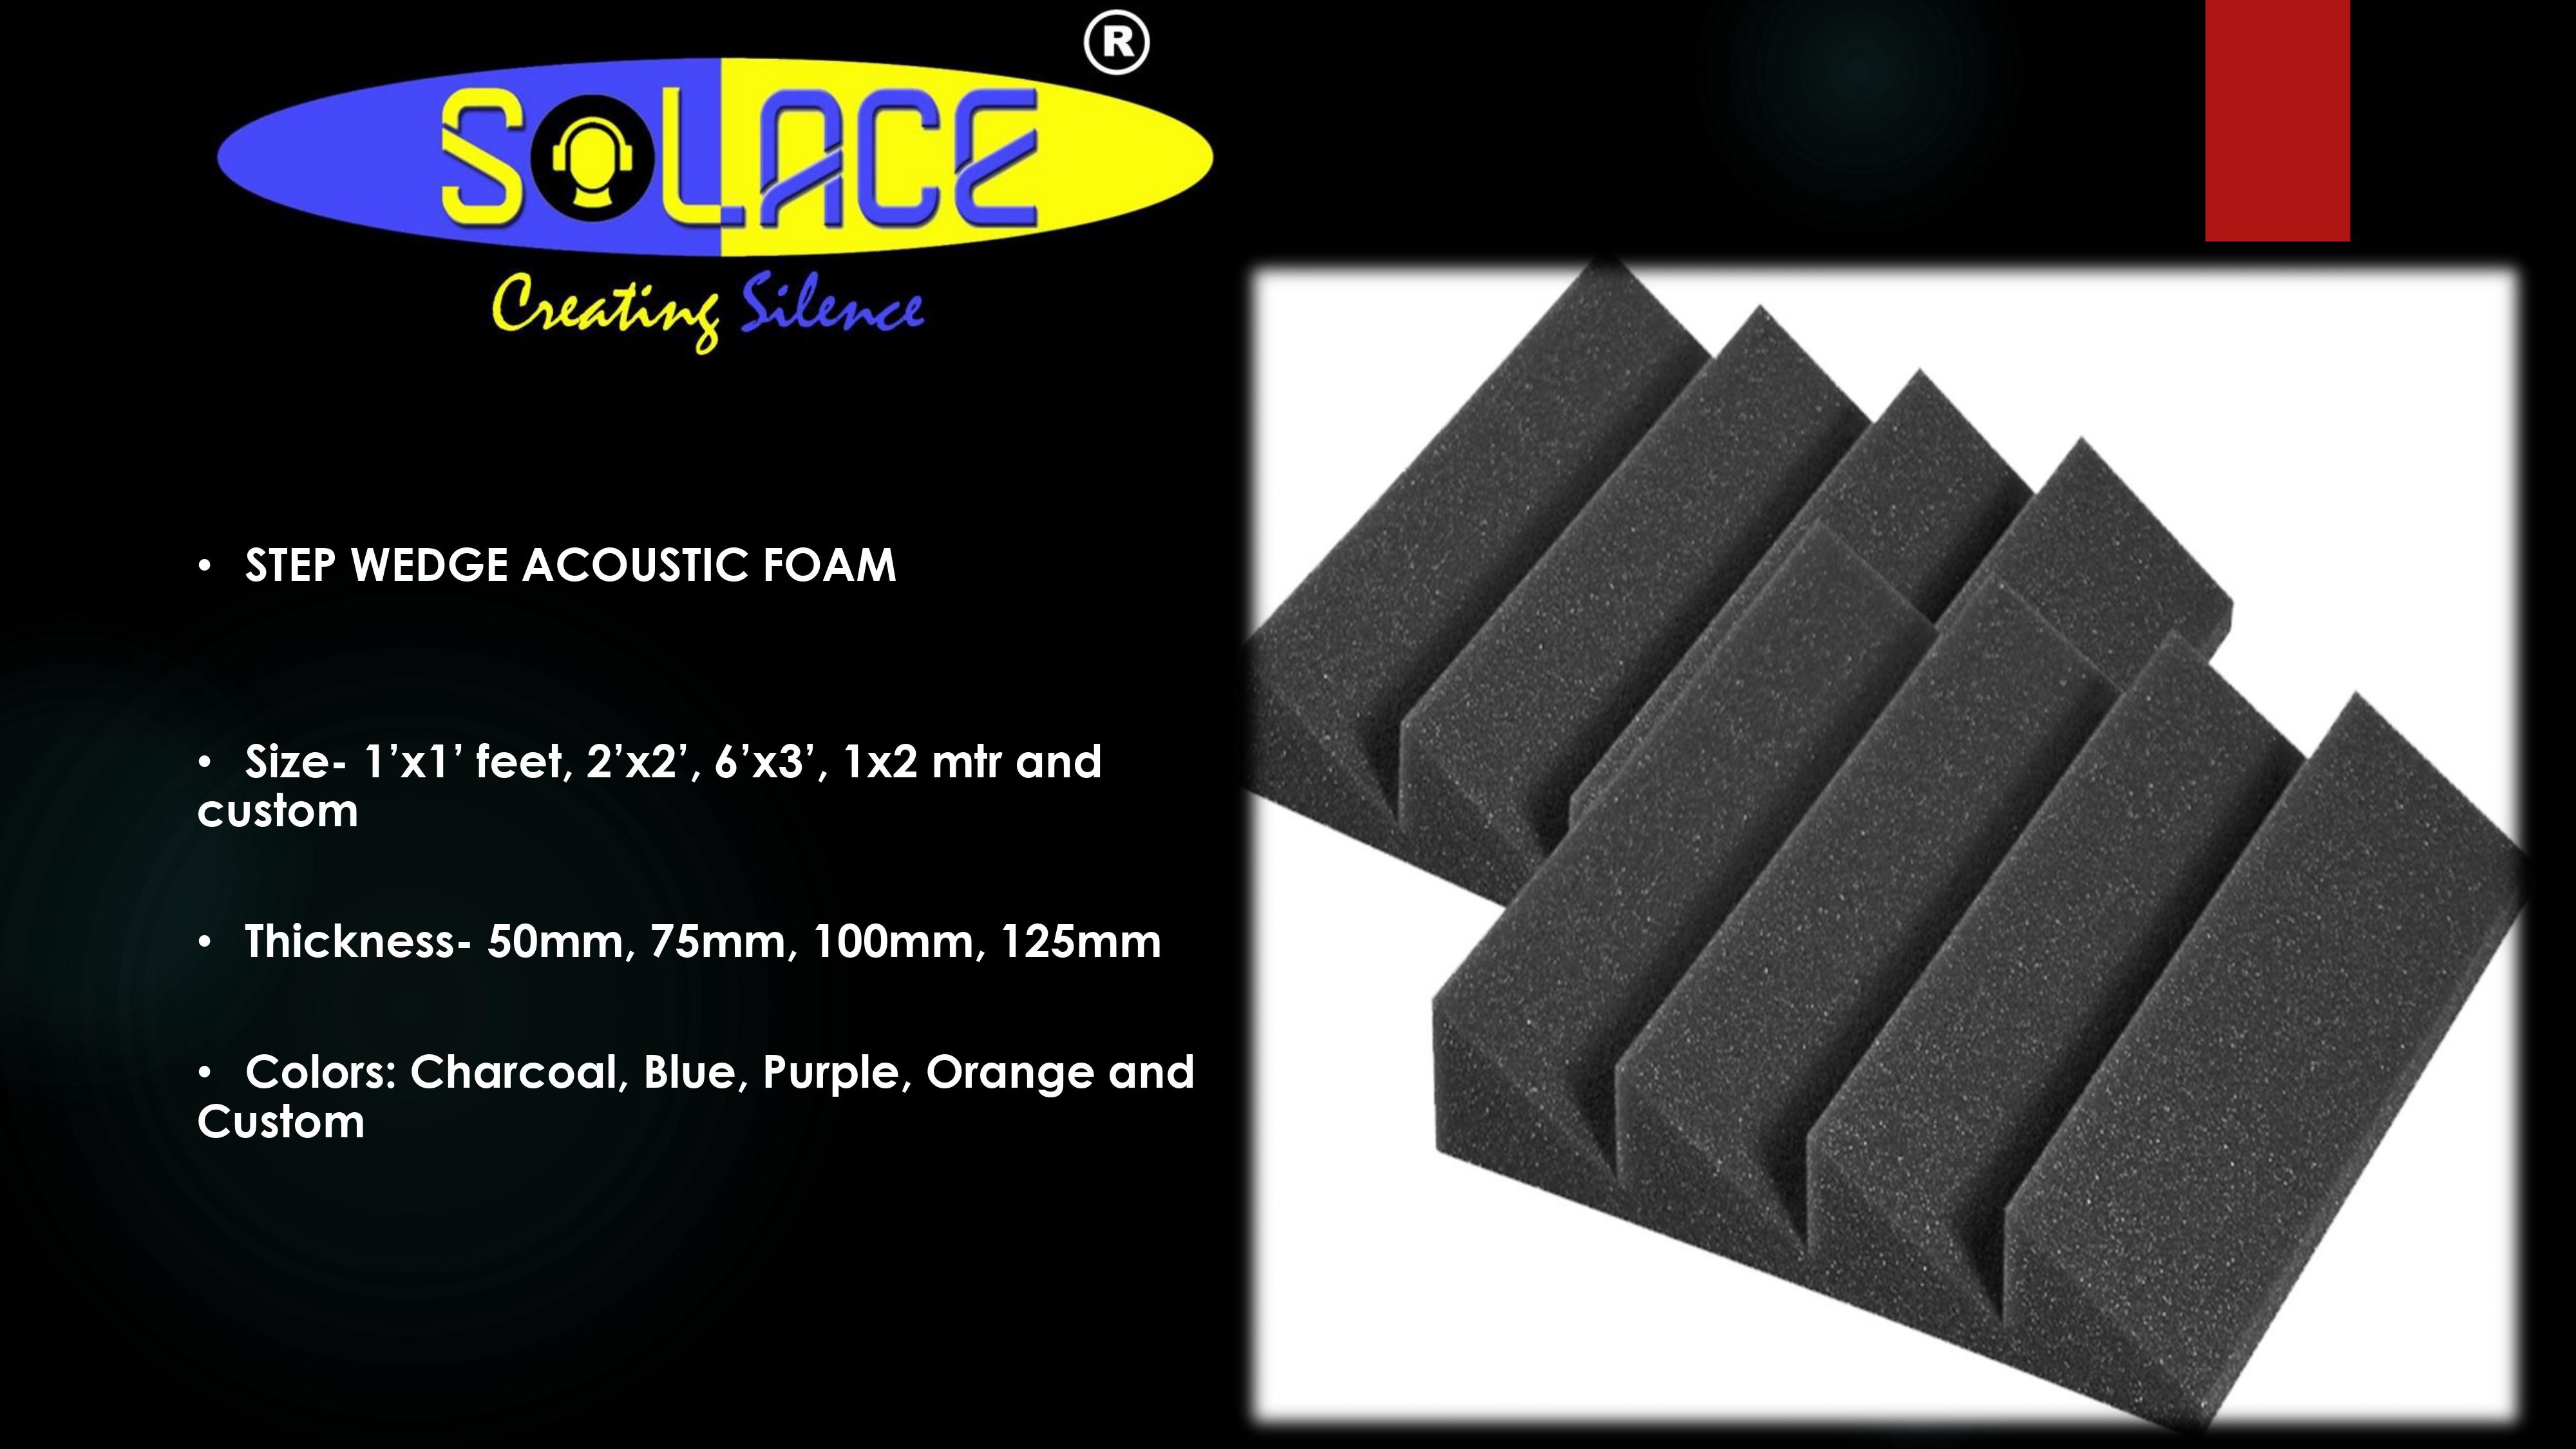 ®
SOLACE
Creating Silence
• STEP WEDGE ACOUSTIC FOAM
• Size- 1’x1’ feet, 2’x2’, 6’x3’, 1x2 mtr and
custom
• Thickness- 50mm, 75mm, 100mm, 125mm
• Colors: Charcoal, Blue, Purple, Orange and
Custom